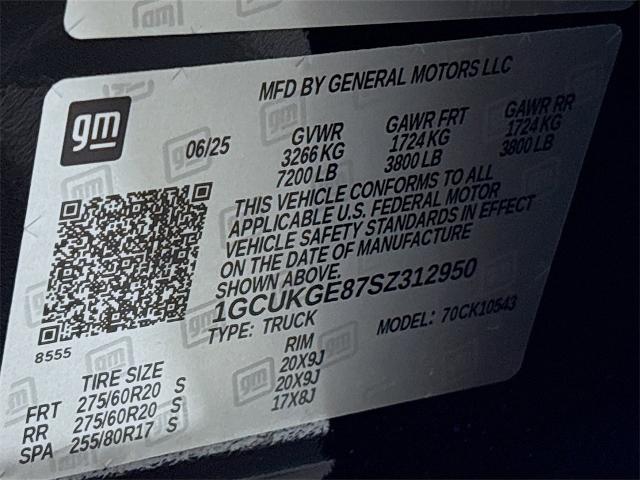 MFD BY GENERAL MOTORS LLC
gm
06/25
GVWR GAWR FRT GAWR RR
3266 KG 1724 KG 1724 KG
7200 LB 3800 LB 3800 LB
THIS VEHICLE CONFORMS TO ALL
APPLICABLE U.S. FEDERAL MOTOR
VEHICLE SAFETY STANDARDS IN EFFECT
ON THE DATE OF MANUFACTURE
SHOWN ABOVE.
1GCUKGE87SZ312950
TYPE: TRUCK MODEL: 70CK10543
8555
TIRE SIZE RIM
FRT 275/60R20 S 20X9J
RR 275/60R20 S 20X9J
SPA 255/80R17 S 17X8J